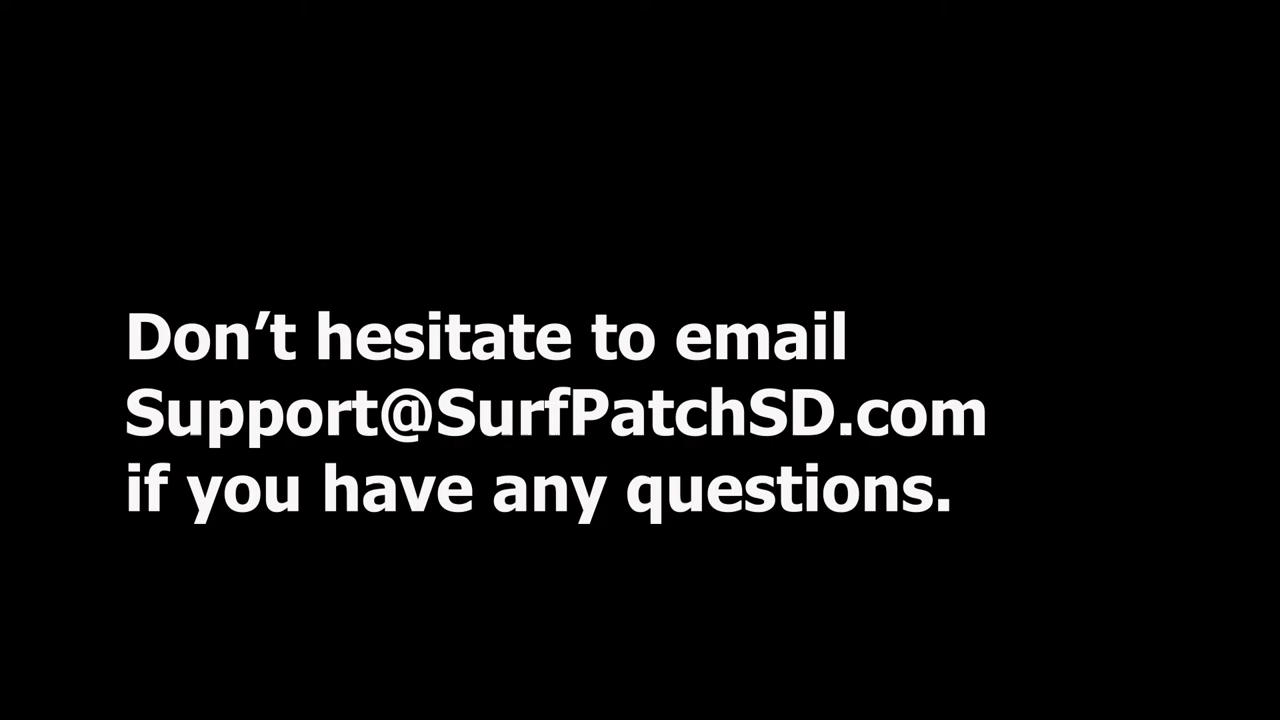 Don’t hesitate to email
Support@SurfPatchSD.com
if you have any questions.